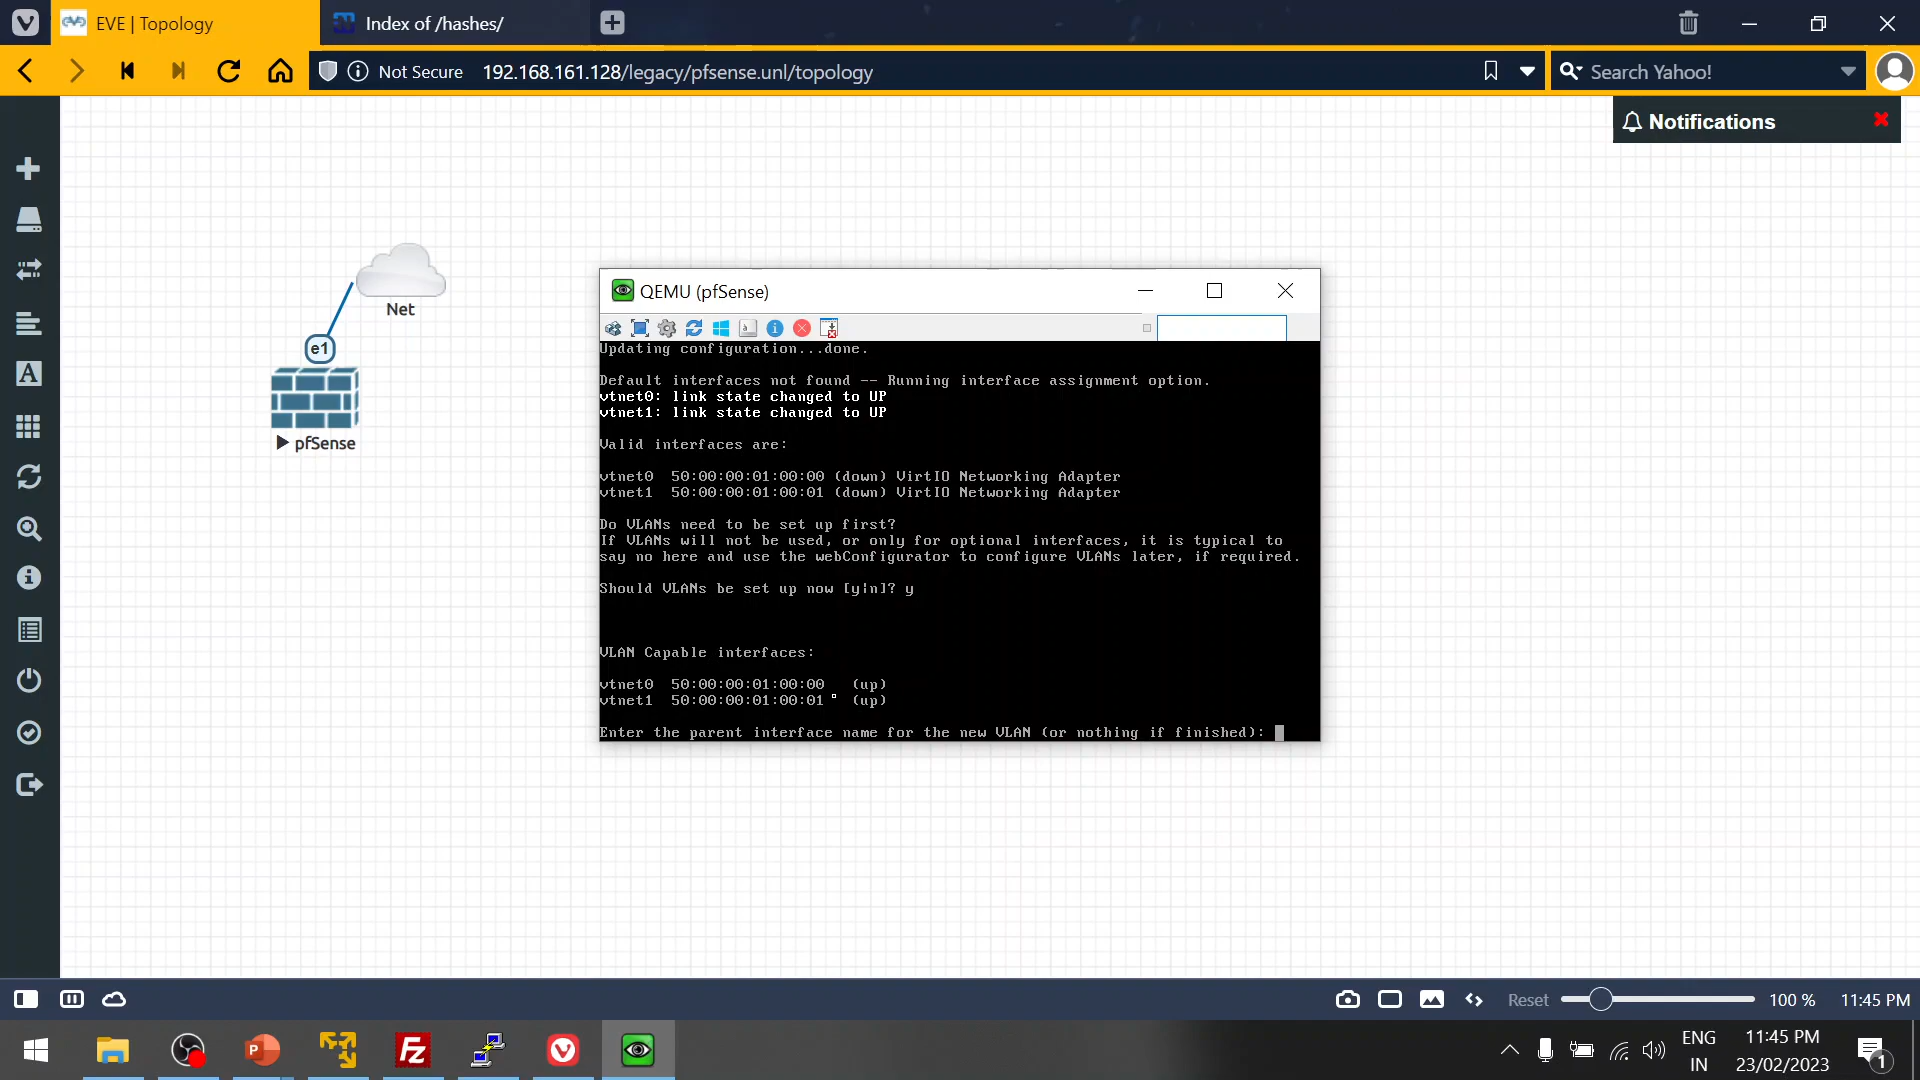 EVE | Topology
Index of /hashes/
Not Secure 192.168.161.128/legacy/pfsense.unl/topology
Search Yahoo!
Notifications
Net
e1
pfSense
QEMU (pfSense)
Updating configuration...done.
Default interfaces not found -- Running interface assignment option.
vtnet0: link state changed to UP
vtnet1: link state changed to UP
Valid interfaces are:
vtnet0 50:00:00:01:00:00 (down) VirtIO Networking Adapter
vtnet1 50:00:00:01:00:01 (down) VirtIO Networking Adapter
Do VLANs need to be set up first?
If VLANs will not be used, or only for optional interfaces, it is typical to
say no here and use the webConfigurator to configure VLANs later, if required.
Should VLANs be set up now [y|n]? y
VLAN Capable interfaces:
vtnet0 50:00:00:01:00:00 (up)
vtnet1 50:00:00:01:00:01 (up)
Enter the parent interface name for the new VLAN (or nothing if finished):
Reset 100 % 11:45 PM
ENG
IN
11:45 PM
23/02/2023
1